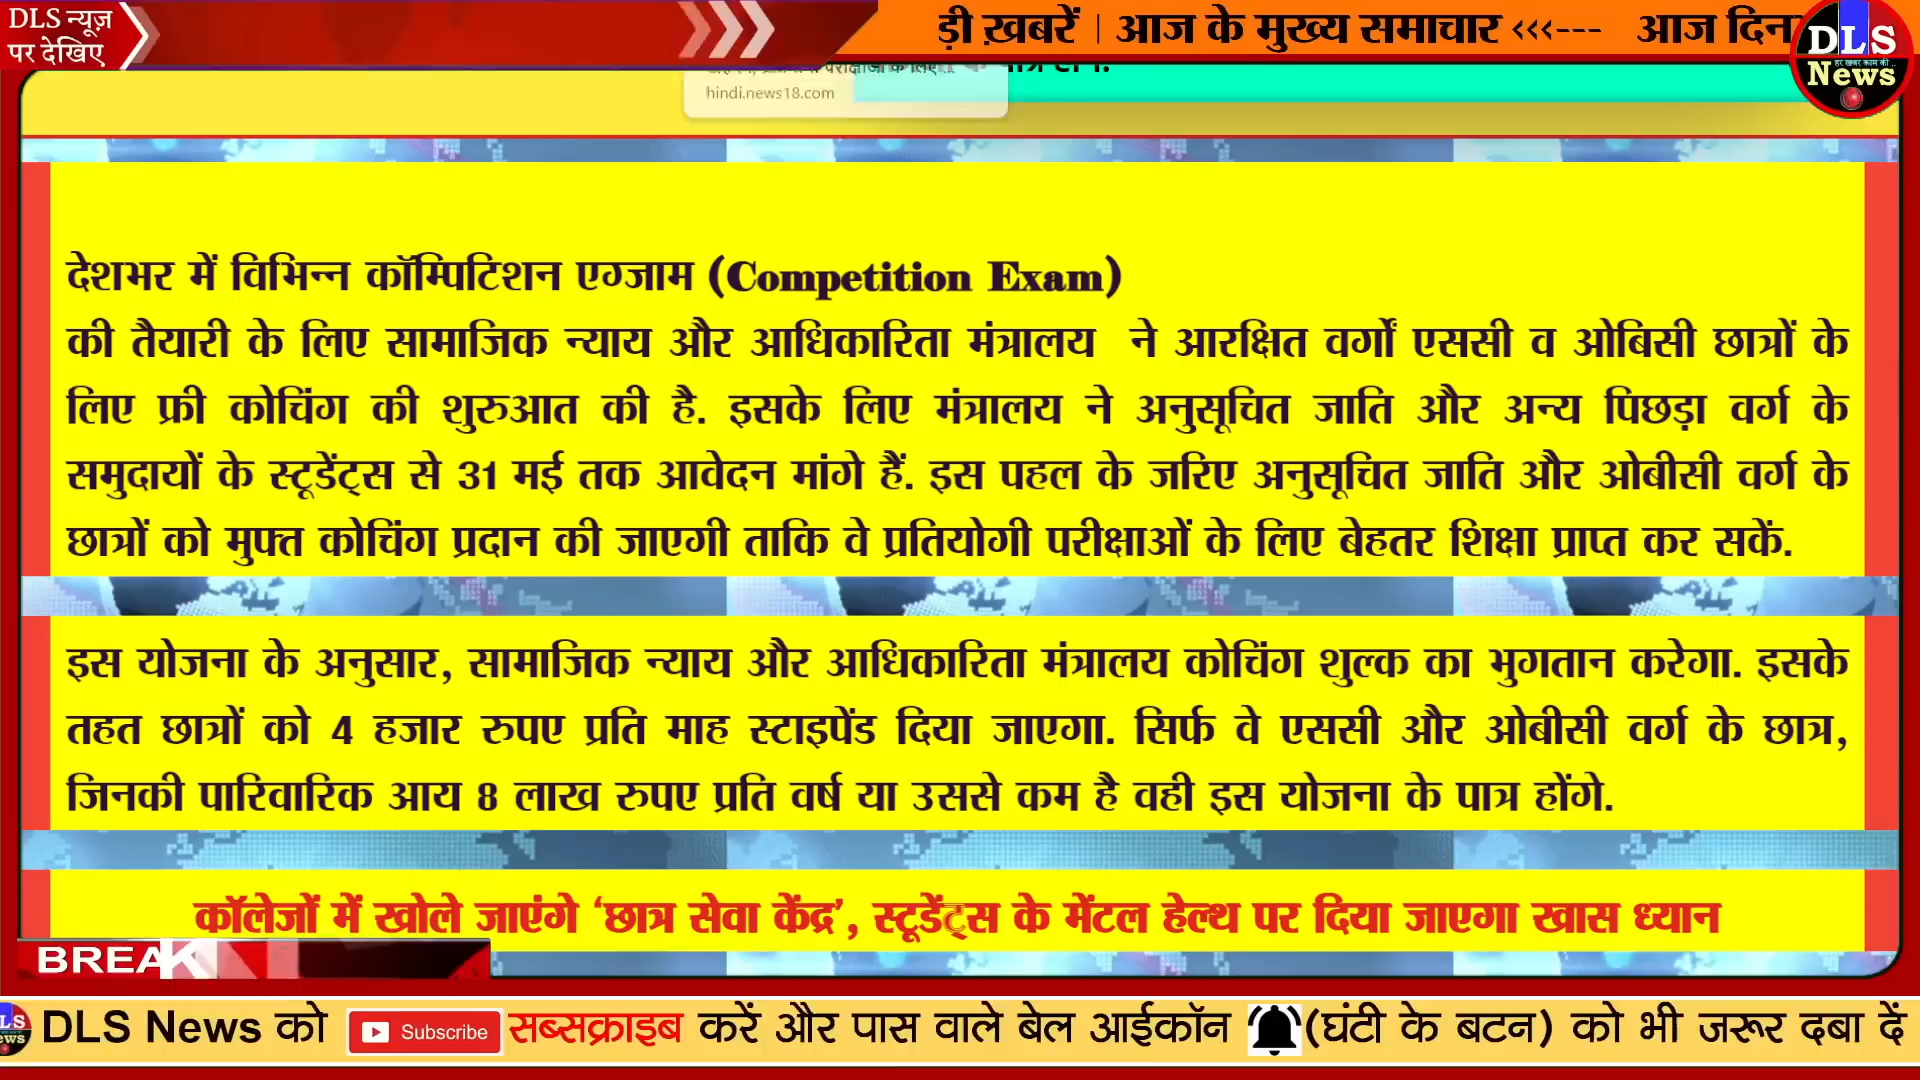 DLS न्यूज़
पर देखिए
ड़ी ख़बरें | आज के मुख्य समाचार ‹‹‹--- आज दिन
DLS
News
hindi.news18.com
देशभर में विभिन्न कॉम्पिटिशन एग्जाम (Competition Exam)
की तैयारी के लिए सामाजिक न्याय और आधिकारिता मंत्रालय ने आरक्षित वर्गों एससी व ओबिसी छात्रों के
लिए फ्री कोचिंग की शुरुआत की है. इसके लिए मंत्रालय ने अनुसूचित जाति और अन्य पिछड़ा वर्ग के
समुदायों के स्टूडेंट्स से 31 मई तक आवेदन मांगे हैं. इस पहल के जरिए अनुसूचित जाति और ओबीसी वर्ग के
छात्रों को मुफ्त कोचिंग प्रदान की जाएगी ताकि वे प्रतियोगी परीक्षाओं के लिए बेहतर शिक्षा प्राप्त कर सकें.
इस योजना के अनुसार, सामाजिक न्याय और आधिकारिता मंत्रालय कोचिंग शुल्क का भुगतान करेगा. इसके
तहत छात्रों को 4 हजार रुपए प्रति माह स्टाइपेंड दिया जाएगा. सिर्फ वे एससी और ओबीसी वर्ग के छात्र,
जिनकी पारिवारिक आय 8 लाख रुपए प्रति वर्ष या उससे कम है वही इस योजना के पात्र होंगे.
कॉलेजों में खोले जाएंगे ‘छात्र सेवा केंद्र’, स्टूडेंट्स के मेंटल हेल्थ पर दिया जाएगा खास ध्यान
BREAK
DLS News को Subscribe सब्सक्राइब करें और पास वाले बेल आईकॉन (घंटी के बटन) को भी जरूर दबा दें